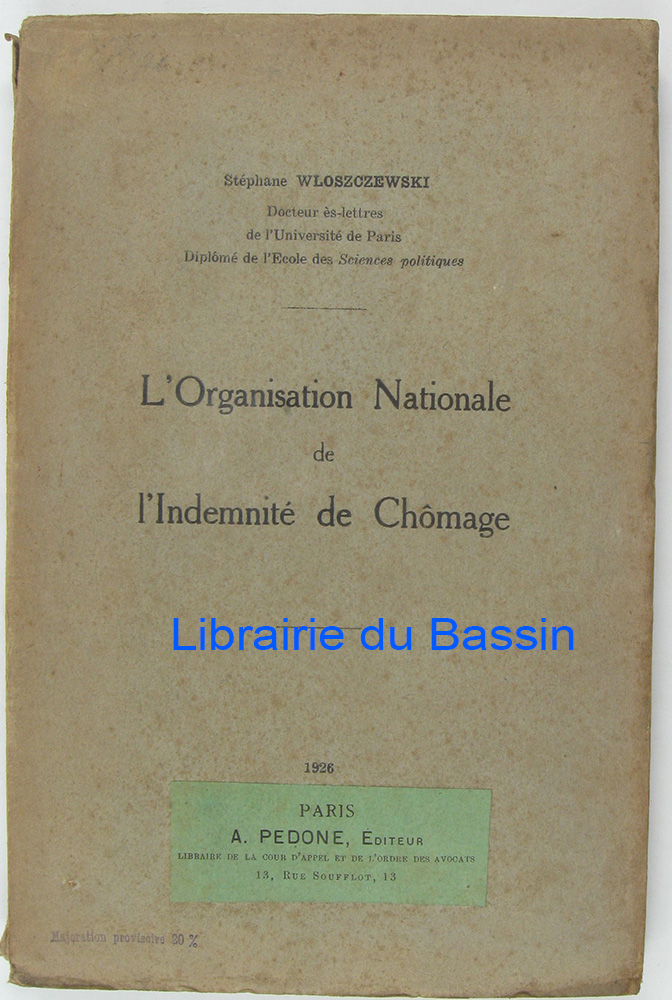 Stéphane WLOSZCZEWSKI
Docteur ès-lettres
de l'Université de Paris
Diplômé de l'Ecole des Sciences politiques
L'Organisation Nationale
de
l'Indemnité de Chômage
Librairie du Bassin
1926
PARIS
A. PEDONE, EDITEUR
LIBRAIRE DE LA COUR D'APPEL ET DE L'ORDRE DES AVOCATS
13, RUE SOUFFLOT, 13
Majoration provisoire 20 %